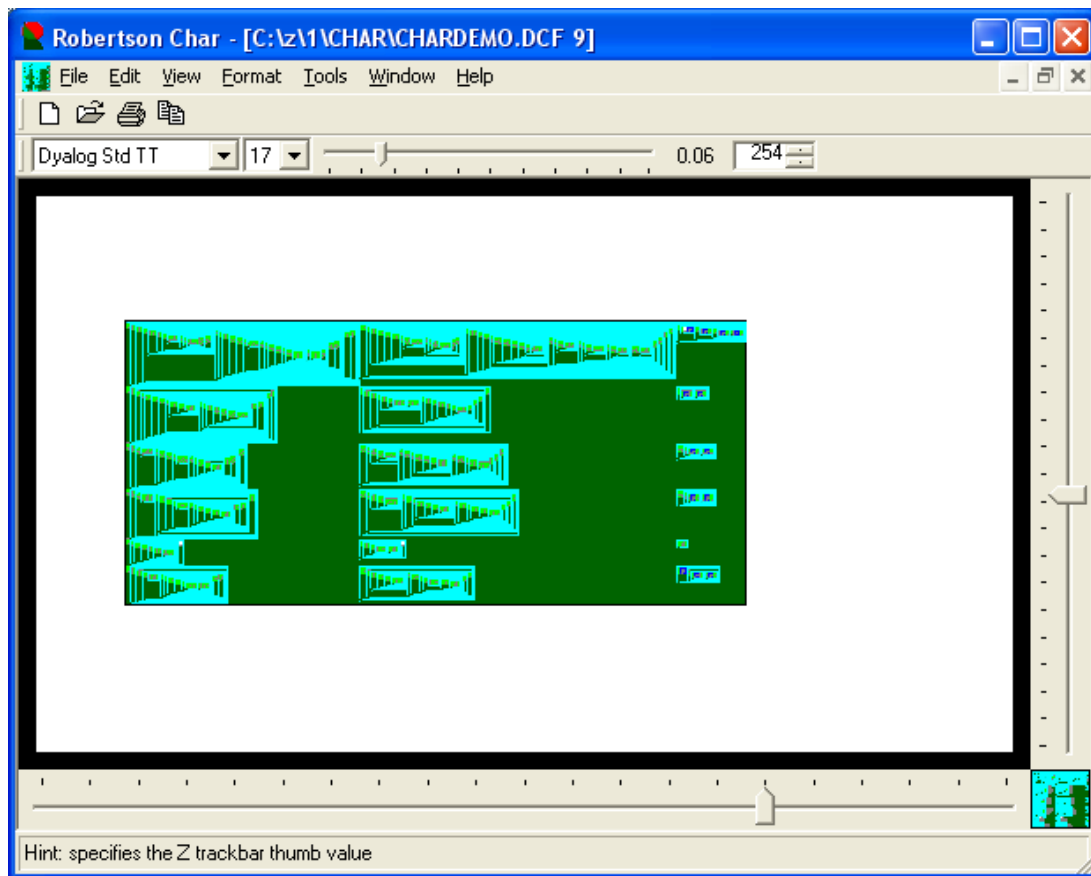 Robertson Char - [C:\z\1\CHAR\CHARDEMO.DCF 9]
File Edit View Format Tools Window Help
Dyalog Std TT 17 0.06 254
Hint: specifies the Z trackbar thumb value